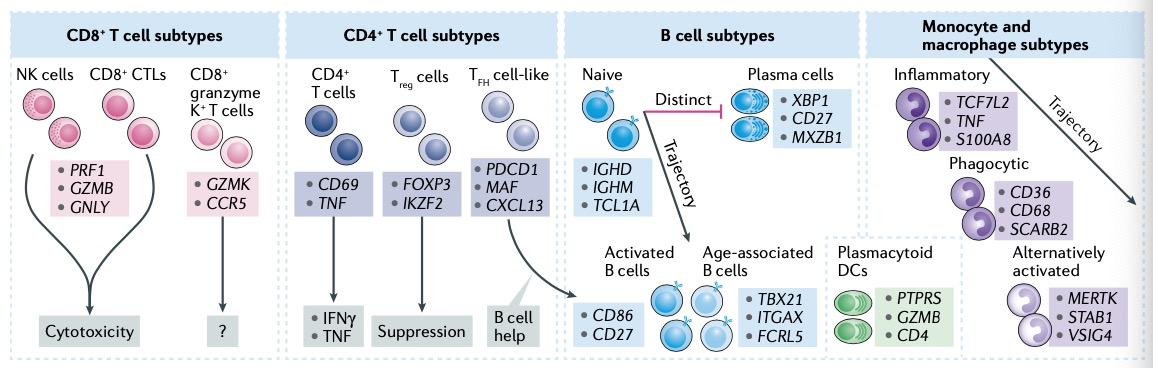 CD8⁺ T cell subtypes
NK cells
CD8⁺ CTLs
CD8⁺
granzyme
K⁺ T cells
• PRF1
• GZMB
• GNLY
• GZMK
• CCR5
Cytotoxicity
?
CD4⁺ T cell subtypes
CD4⁺
T cells
Treg cells
TFH cell-like
• CD69
• TNF
• FOXP3
• IKZF2
• PDCD1
• MAF
• CXCL13
• IFNγ
• TNF
Suppression
B cell
help
B cell subtypes
Naive
Distinct
Plasma cells
• XBP1
• CD27
• MXZB1
• IGHD
• IGHM
• TCL1A
Trajectory
Activated
B cells
Age-associated
B cells
• CD86
• CD27
• TBX21
• ITGAX
• FCRL5
Monocyte and
macrophage subtypes
Inflammatory
• TCF7L2
• TNF
• S100A8
Trajectory
Phagocytic
• CD36
• CD68
• SCARB2
Plasmacytoid
DCs
• PTPRS
• GZMB
• CD4
Alternatively
activated
• MERTK
• STAB1
• VSIG4